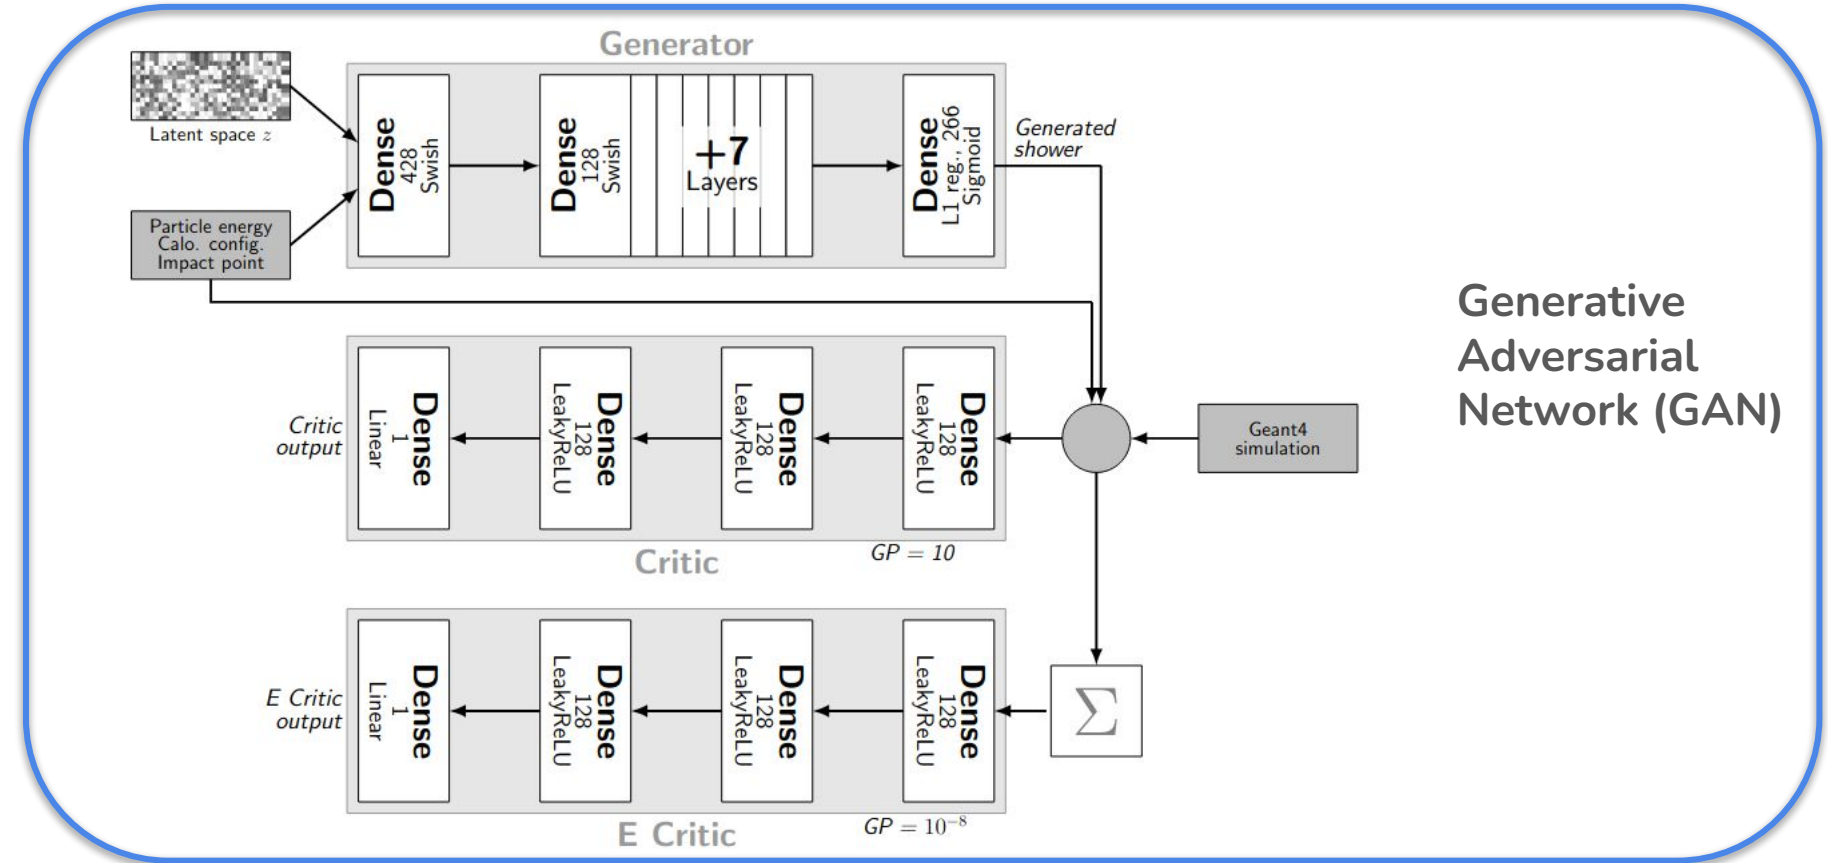 Generator
Latent space z
Particle energy
Calo. config.
Impact point
Dense
428
Swish
Dense
128
Swish
+7
Layers
Dense
L1 reg., 266
Sigmoid
Generated
shower
Generative
Adversarial
Network (GAN)
Critic
output
Dense
1
Linear
Dense
128
LeakyReLU
Dense
128
LeakyReLU
Dense
128
LeakyReLU
Geant4
simulation
Critic
GP = 10
E Critic
output
Dense
1
Linear
Dense
128
LeakyReLU
Dense
128
LeakyReLU
Dense
128
LeakyReLU
Σ
E Critic
GP = 10⁻⁸